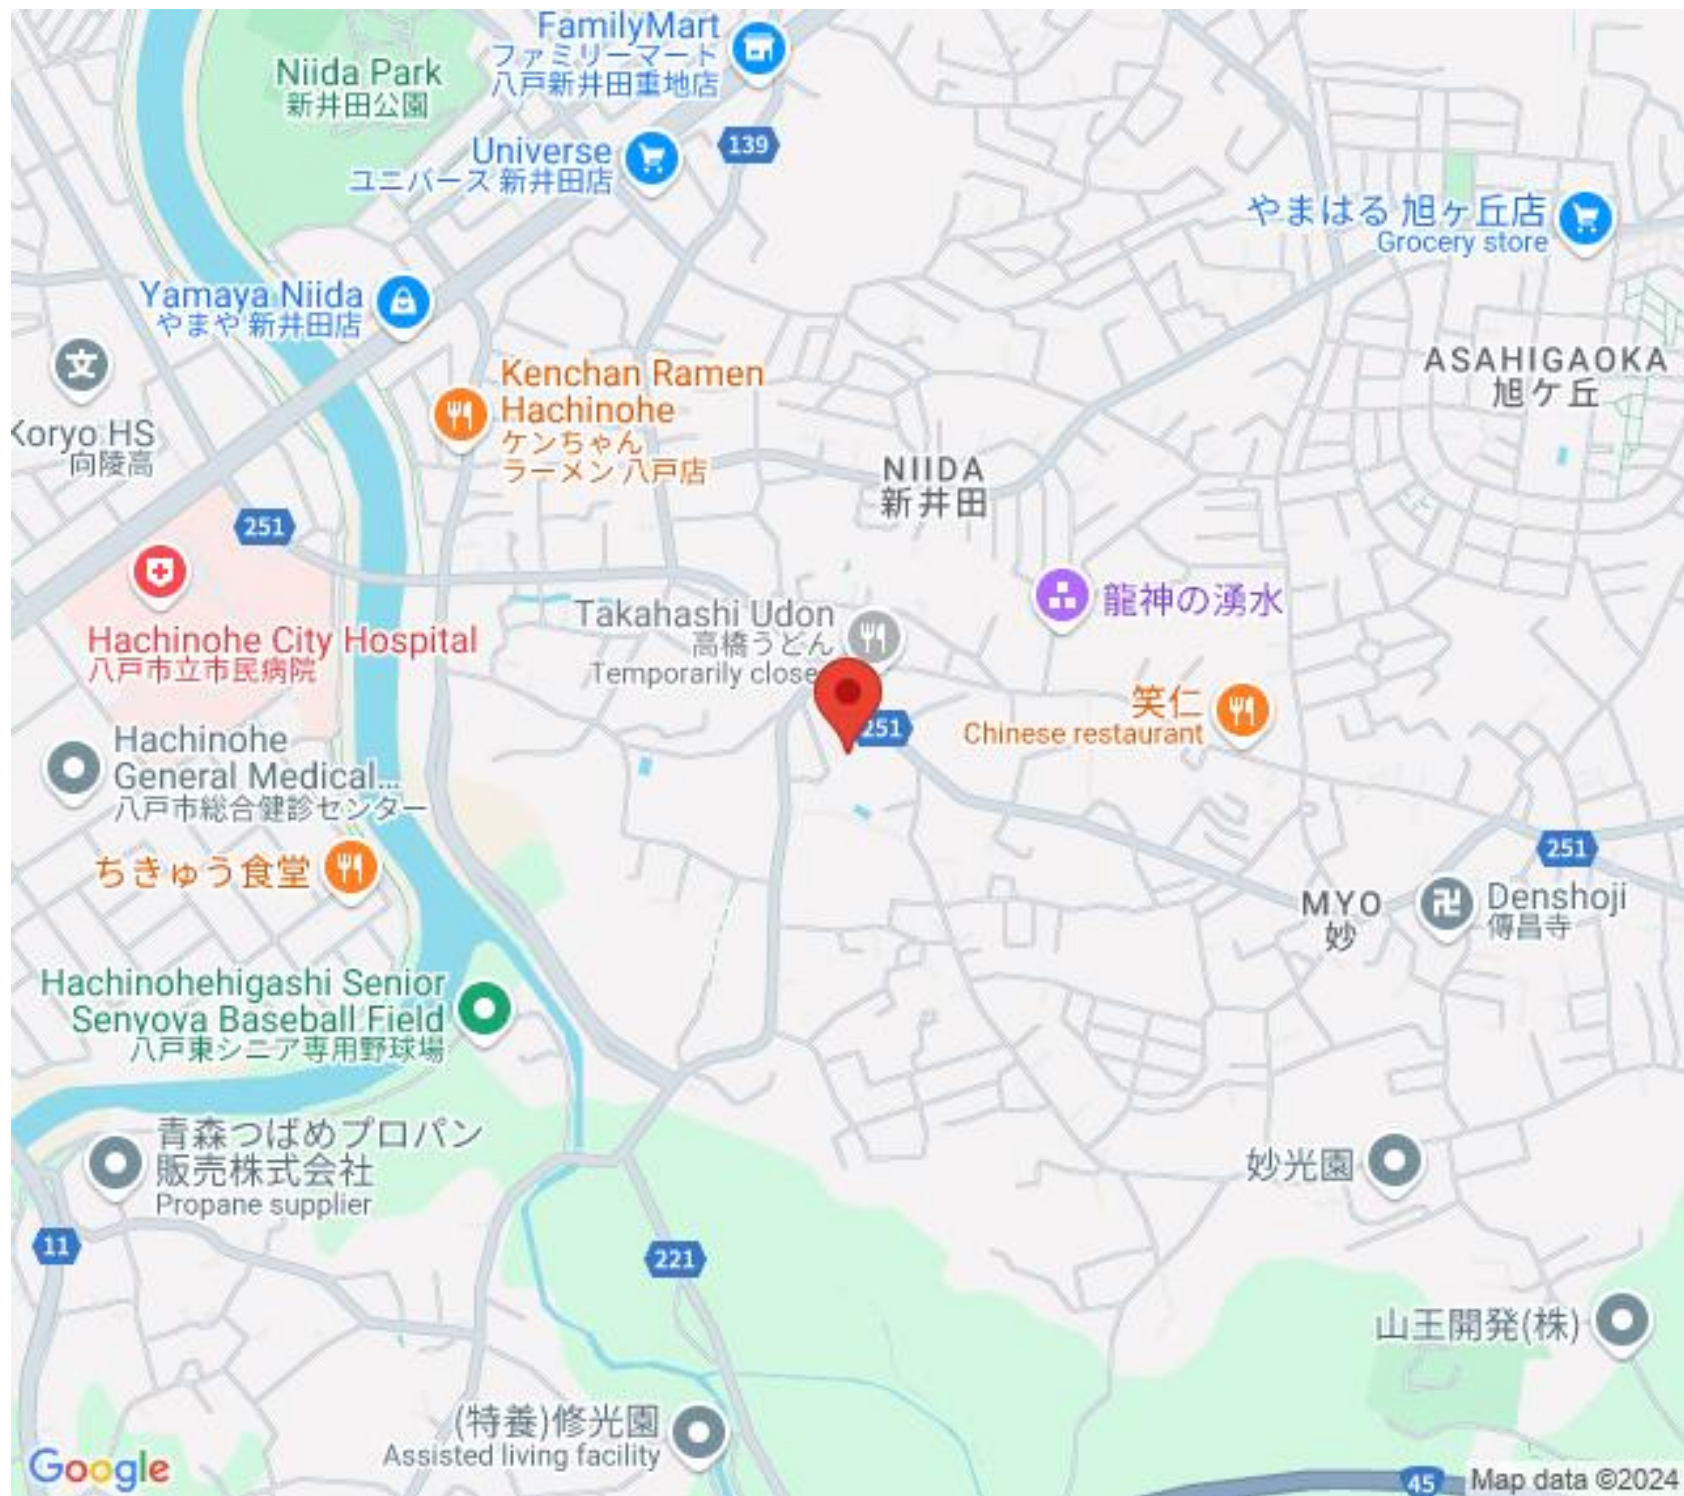 FamilyMart
ファミリーマート
八戸新井田重地店
Niida Park
新井田公園
139
Universe
ユニバース 新井田店
やまはる 旭ヶ丘店
Grocery store
Yamaya Niida
やまや 新井田店
ASAHIGAOKA
旭ケ丘
文
Kenchan Ramen
Hachinohe
ケンちゃん
ラーメン 八戸店
Koryo HS
向陵高
NIIDA
新井田
251
龍神の湧水
Takahashi Udon
高橋うどん
Temporarily close
Hachinohe City Hospital
八戸市立市民病院
笑仁
Chinese restaurant
251
Hachinohe
General Medical...
八戸市総合健診センター
251
ちきゅう食堂
MYO
妙
Denshoji
傳昌寺
Hachinohehigashi Senior
Senyova Baseball Field
八戸東シニア専用野球場
青森つばめプロパン
販売株式会社
Propane supplier
妙光園
11
221
山王開発(株)
(特養)修光園
Assisted living facility
Google
45
Map data ©2024